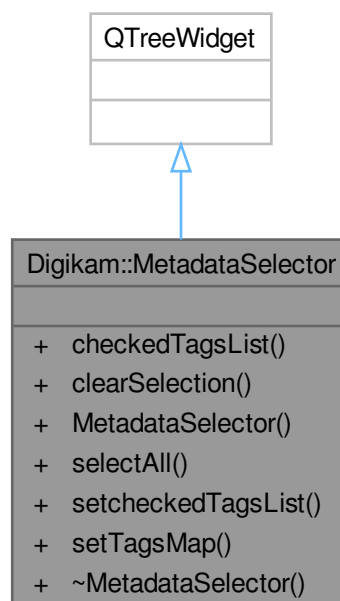 QTreeWidget
Digikam::MetadataSelector
+ checkedTagsList()
+ clearSelection()
+ MetadataSelector()
+ selectAll()
+ setcheckedTagsList()
+ setTagsMap()
+ ~MetadataSelector()